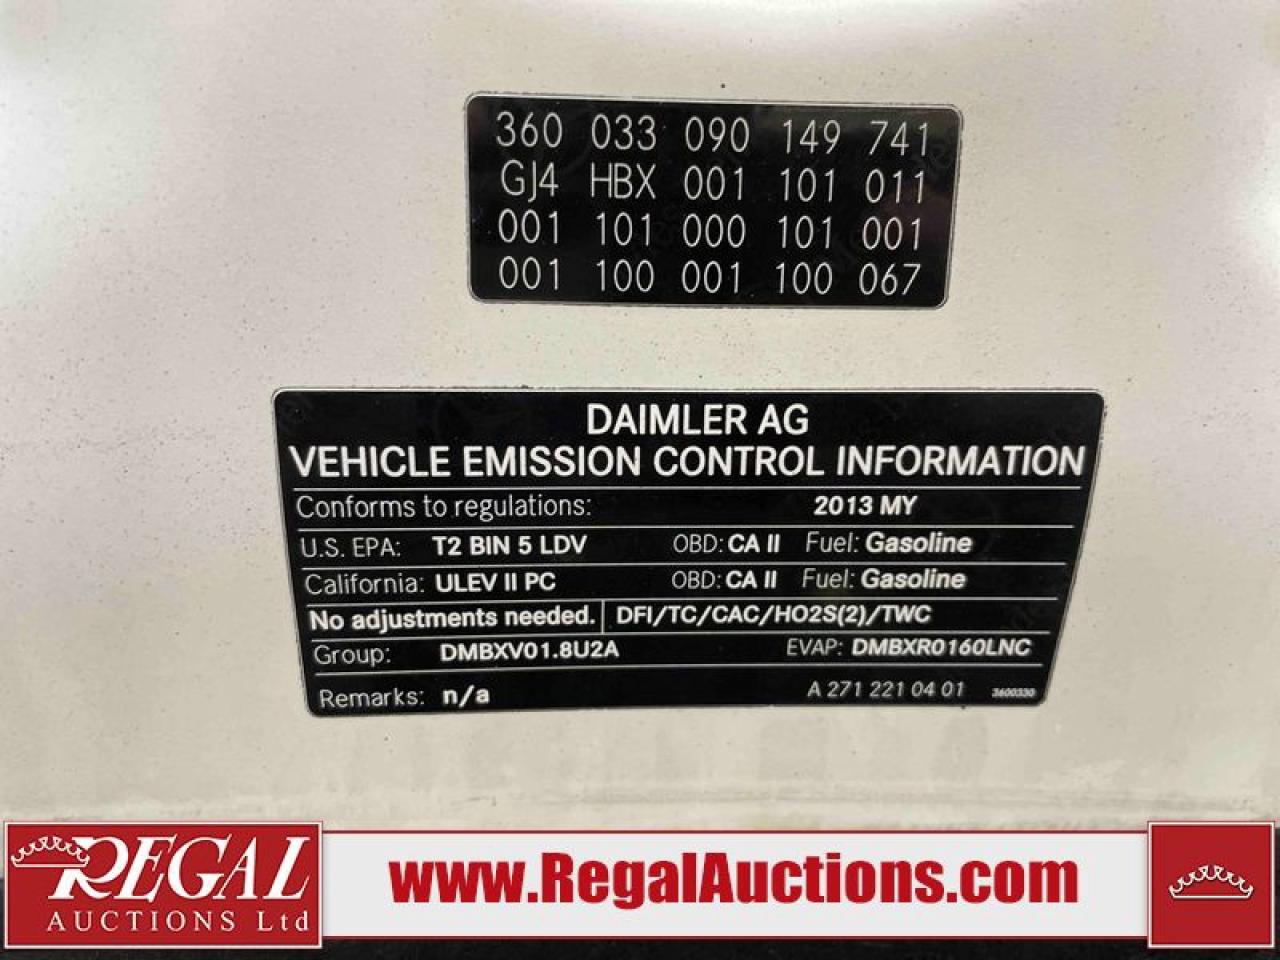 360 033 090 149 741
GJ4 HBX 001 101 011
001 101 000 101 001
001 100 001 100 067
DAIMLER AG
VEHICLE EMISSION CONTROL INFORMATION
Conforms to regulations: 2013 MY
U.S. EPA: T2 BIN 5 LDV OBD: CA II Fuel: Gasoline
California: ULEV II PC OBD: CA II Fuel: Gasoline
No adjustments needed. DFI/TC/CAC/HO2S(2)/TWC
Group: DMBXV01.8U2A EVAP: DMBXR0160LNC
Remarks: n/a A 271 221 04 01 3600330
REGAL
AUCTIONS Ltd
www.RegalAuctions.com